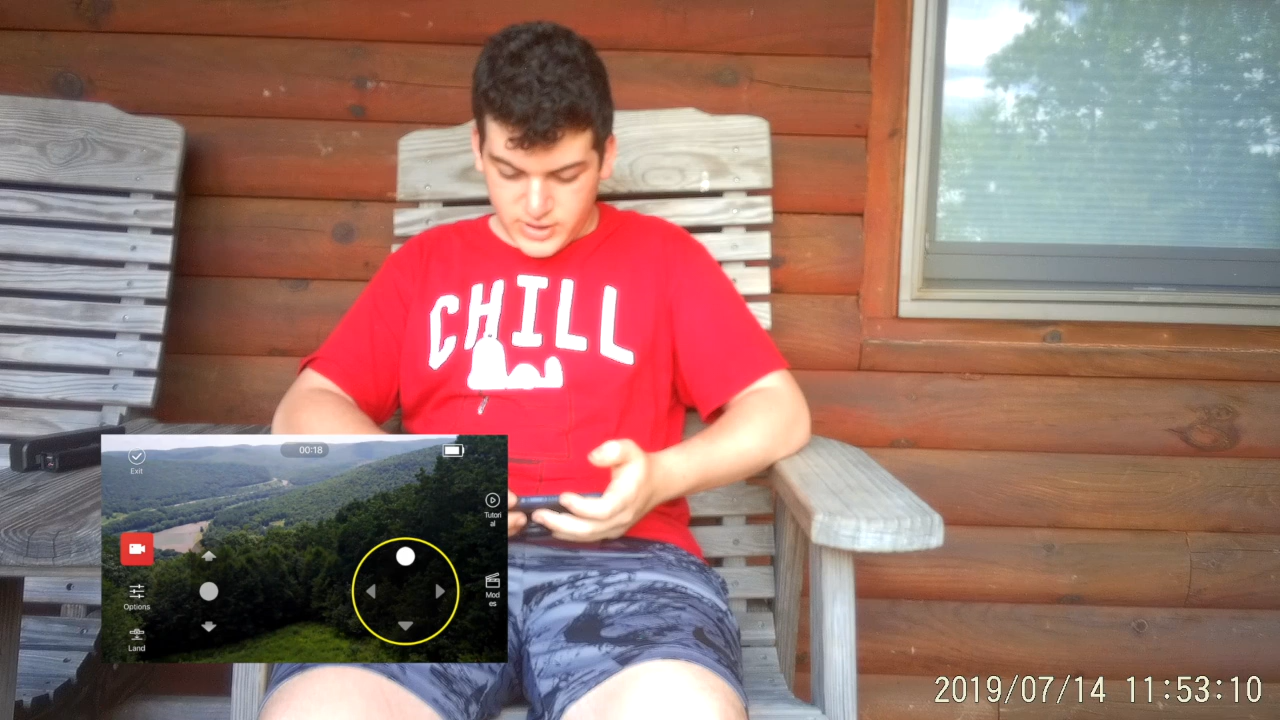 CHILL
00:18
Exit
Tutori
al
Options
Mod
es
Land
2019/07/14 11:53:10